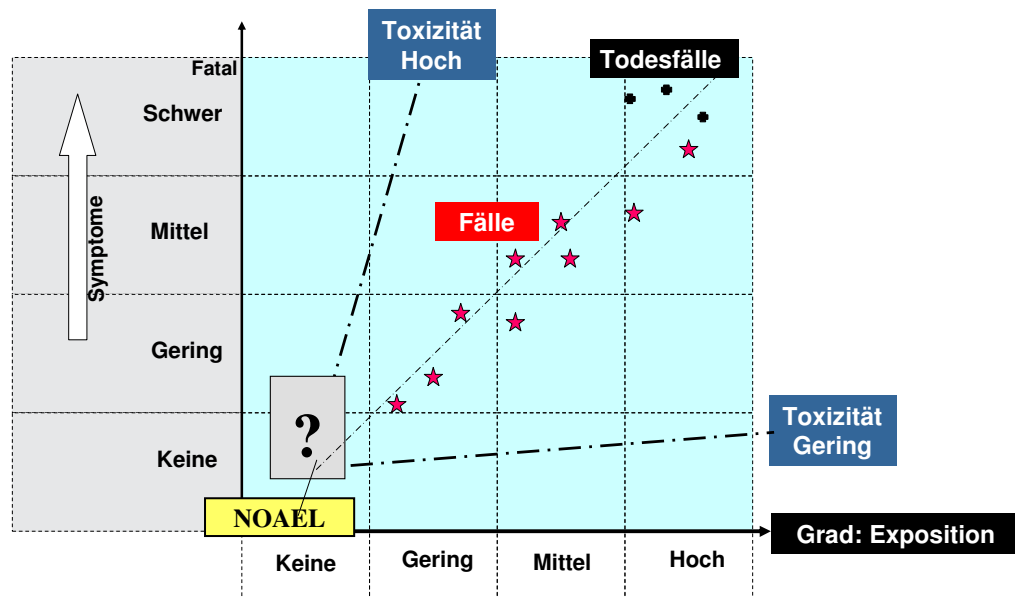 Toxizität
Hoch
Todesfälle
Fatal
Schwer
Symptome
Mittel
Fälle
Gering
?
Toxizität
Gering
Keine
NOAEL
Grad: Exposition
Keine
Gering
Mittel
Hoch